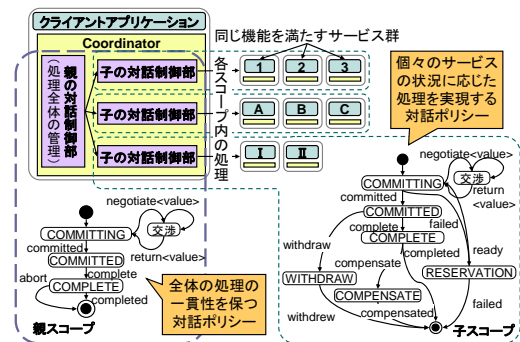 クライアントアプリケーション
Coordinator
親の対話制御部
(処理全体の管理)
子の対話制御部
子の対話制御部
子の対話制御部
各スコープ内の処理
同じ機能を満たすサービス群
1
2
3
A
B
C
I
II
個々のサービス
の状況に応じた
処理を実現する
対話ポリシー
negotiate<value>
交渉
COMMITTING
return<value>
committed
COMMITTED
complete
abort
COMPLETE
completed
全体の処理の
一貫性を保つ
対話ポリシー
親スコープ
negotiate<value>
交渉
COMMITTING
return
<value>
committed
COMMITTED
failed
complete
COMPLETE
completed
ready
withdraw
compensate
WITHDRAW
RESERVATION
COMPENSATE
withdrew
compensated
failed
子スコープ